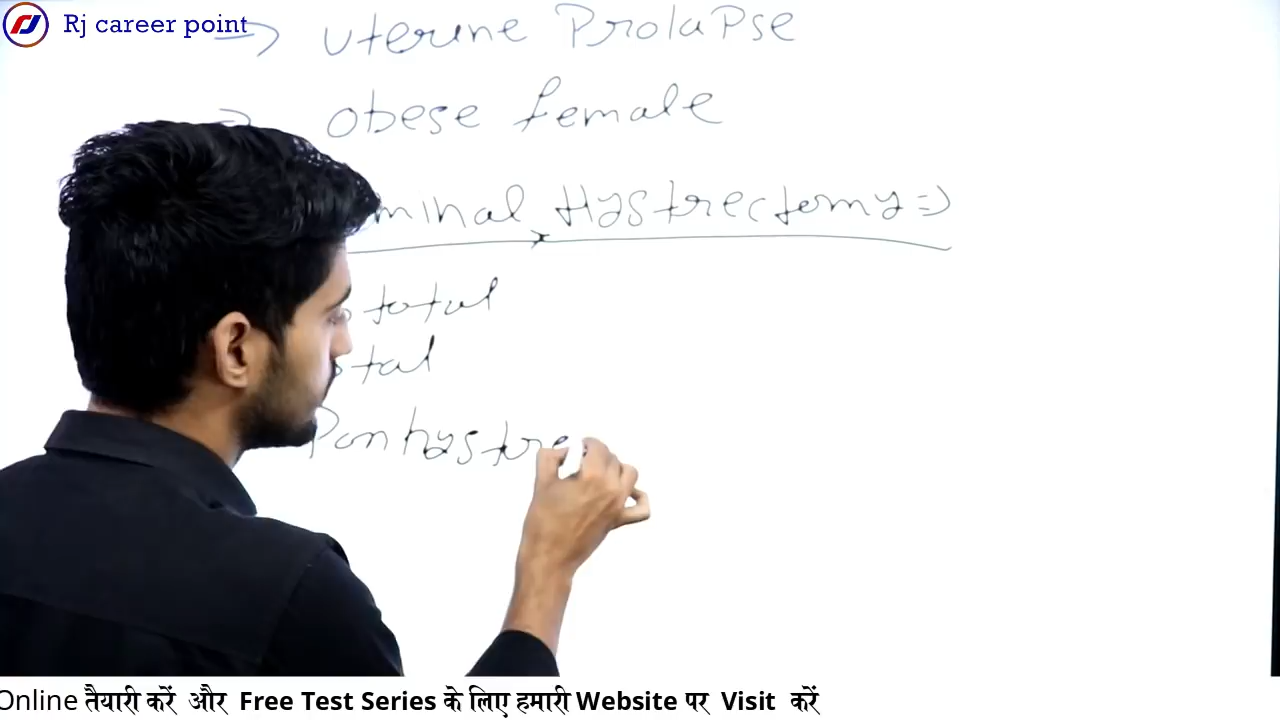 Rj career point
=> Uterine Prolapse
=> obese female
minal Hystrectomy =>
total
tal
Panhystre
Online तैयारी करें और Free Test Series के लिए हमारी Website पर Visit करें